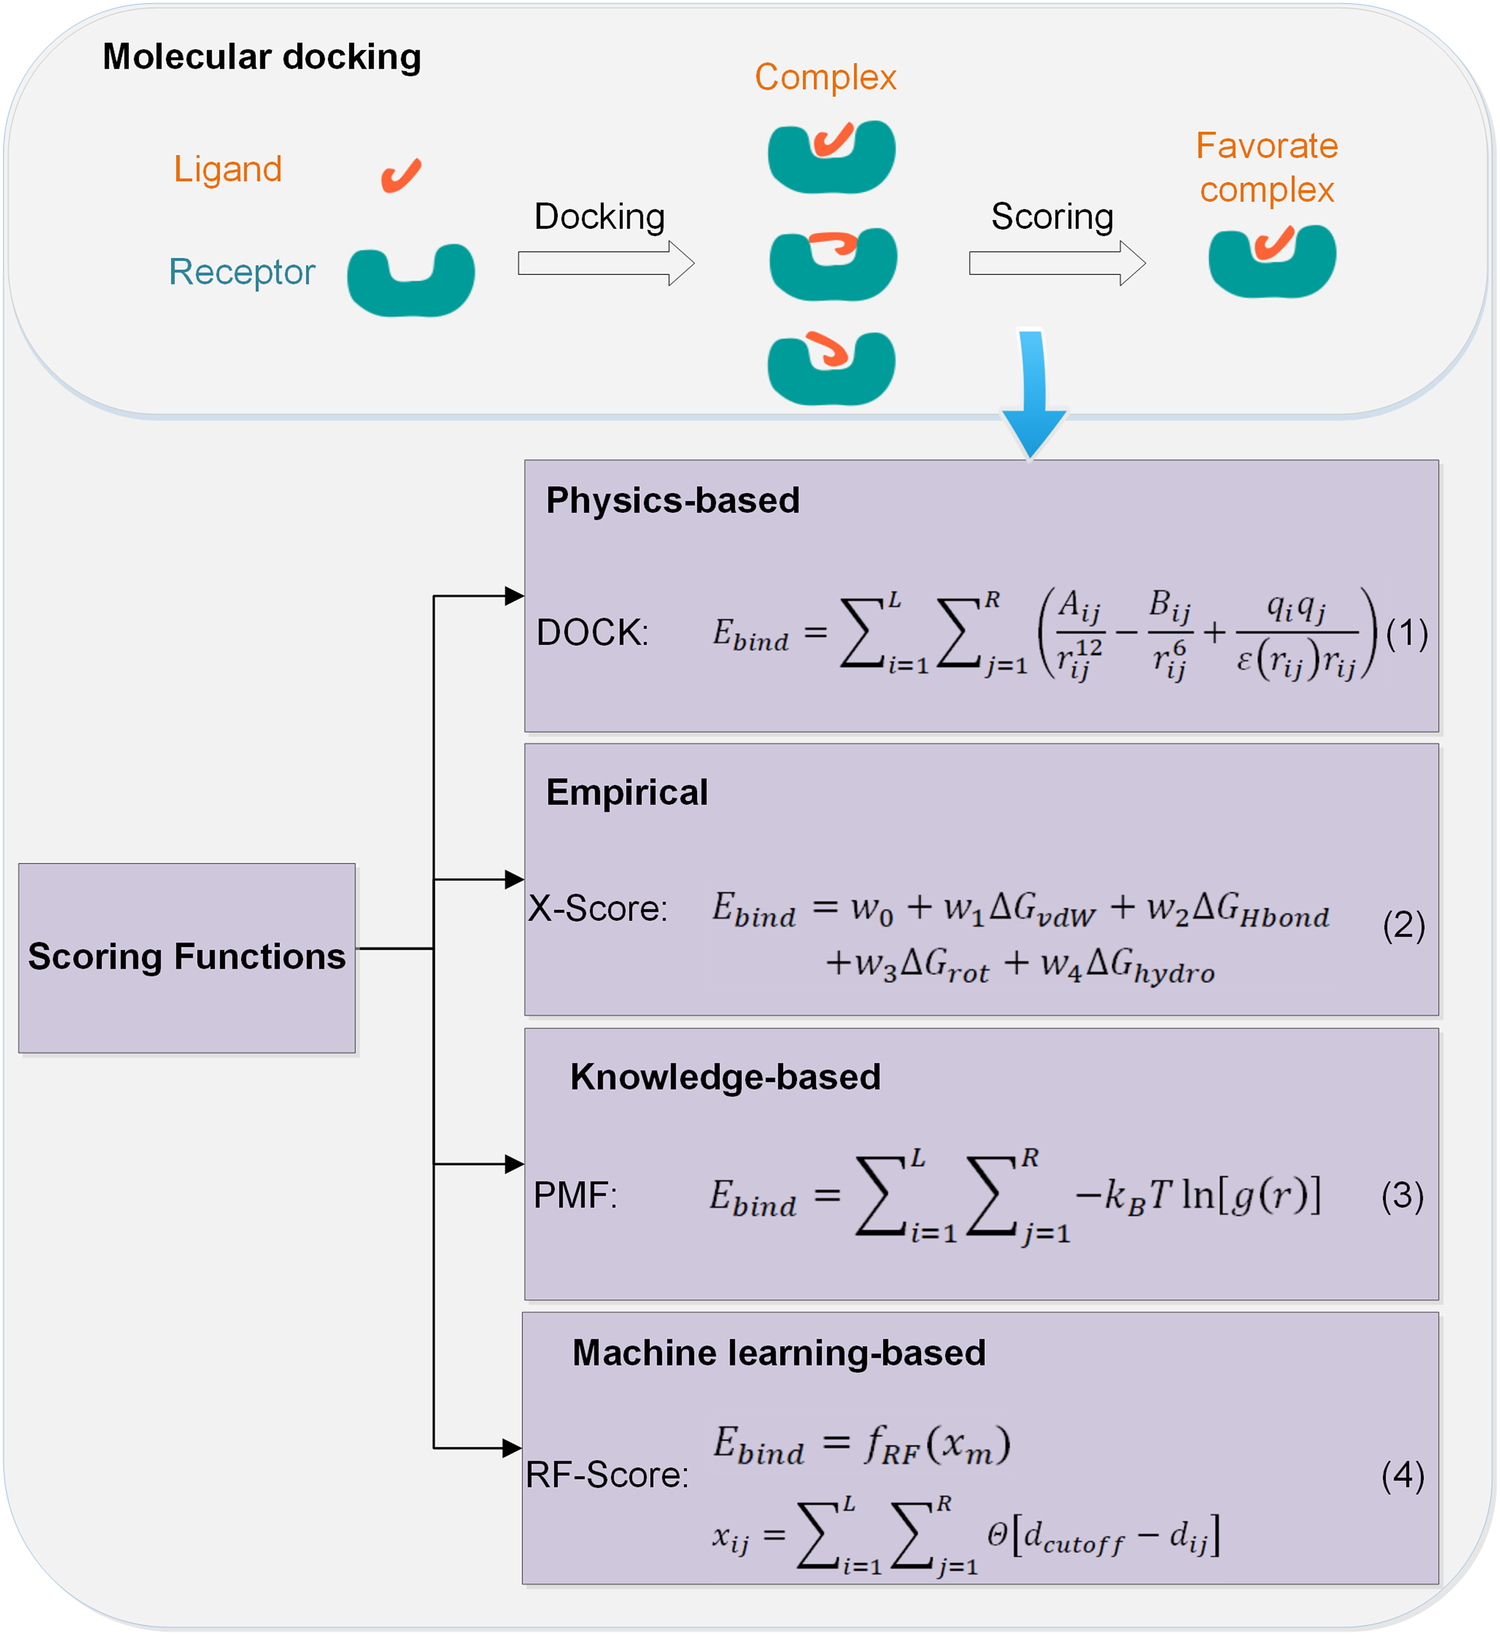 Molecular docking
Complex
Ligand
Favorate
complex
Docking
Scoring
Receptor
Physics-based
DOCK: E_{bind} = \sum_{i=1}^{L} \sum_{j=1}^{R} \left( \frac{A_{ij}}{r_{ij}^{12}} - \frac{B_{ij}}{r_{ij}^{6}} + \frac{q_i q_j}{\varepsilon(r_{ij}) r_{ij}} \right) (1)
Empirical
X-Score: E_{bind} = w_0 + w_1 \Delta G_{vdW} + w_2 \Delta G_{Hbond}
+ w_3 \Delta G_{rot} + w_4 \Delta G_{hydro} (2)
Scoring Functions
Knowledge-based
PMF: E_{bind} = \sum_{i=1}^{L} \sum_{j=1}^{R} -k_B T \ln[g(r)] (3)
Machine learning-based
RF-Score: E_{bind} = f_{RF}(x_m)
x_{ij} = \sum_{i=1}^{L} \sum_{j=1}^{R} \Theta[d_{cutoff} - d_{ij}] (4)